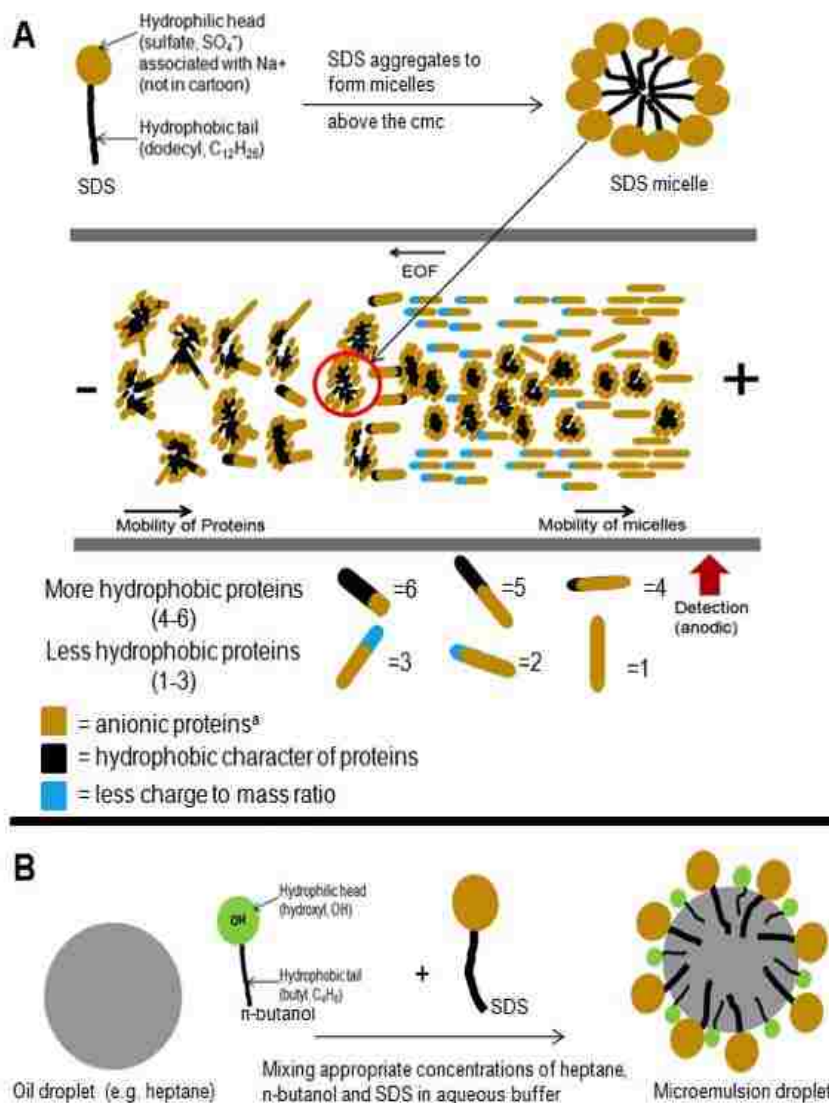 A
Hydrophilic head
(sulfate, SO₄⁻)
associated with Na+
(not in cartoon)
Hydrophobic tail
(dodecyl, C₁₂H₂₅)
SDS
SDS aggregates to
form micelles
above the cmc
SDS micelle
EOF
-
+
Mobility of Proteins
Mobility of micelles
More hydrophobic proteins
(4-6)
=6
=5
=4
Detection
(anodic)
Less hydrophobic proteins
(1-3)
=3
=2
=1
= anionic proteinsᵃ
= hydrophobic character of proteins
= less charge to mass ratio
B
Hydrophilic head
(hydroxyl, OH)
OH
Hydrophobic tail
(butyl, C₄H₉)
n-butanol
+
SDS
Oil droplet (e.g. heptane)
Mixing appropriate concentrations of heptane,
n-butanol and SDS in aqueous buffer
Microemulsion droplet